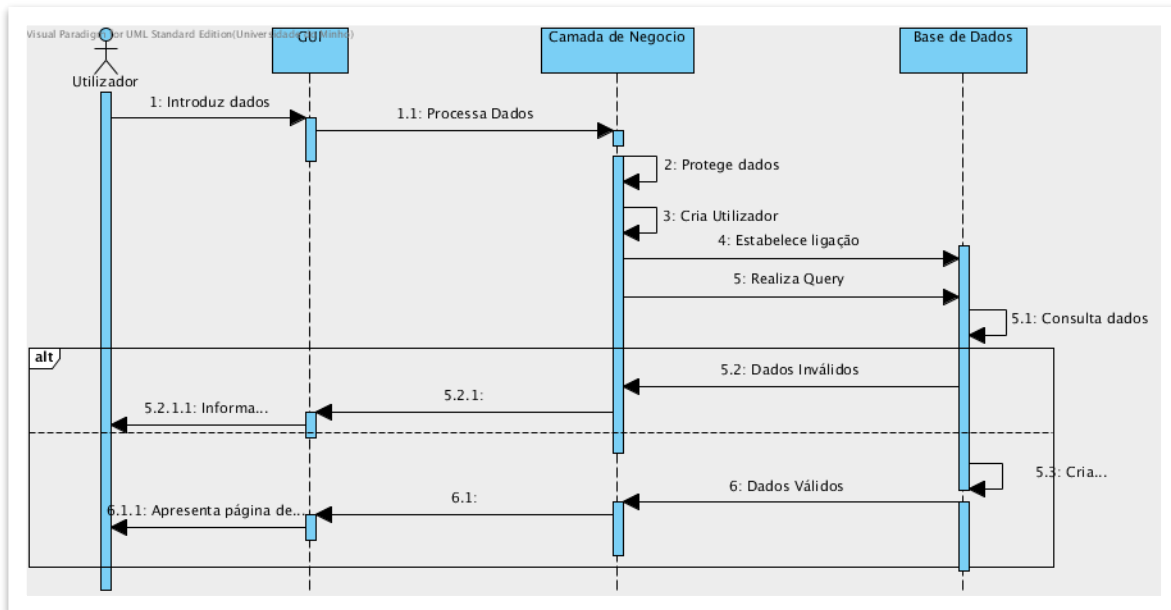 Visual Paradigm for UML Standard Edition(Universidade do Minho)
GUI
Camada de Negocio
Base de Dados
Utilizador
1: Introduz dados
1.1: Processa Dados
2: Protege dados
3: Cria Utilizador
4: Estabelece ligação
5: Realiza Query
5.1: Consulta dados
alt
5.2: Dados Inválidos
5.2.1:
5.2.1.1: Informa...
5.3: Cria...
6: Dados Válidos
6.1:
6.1.1: Apresenta página de...